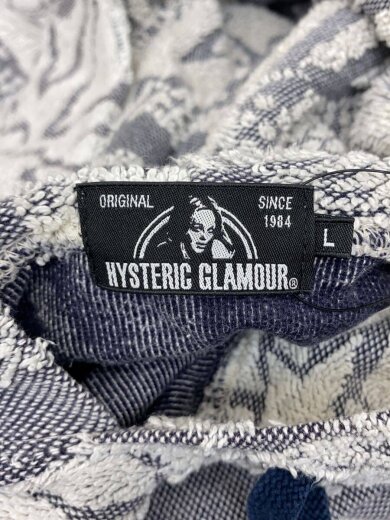 ORIGINAL SINCE
1984
L
HYSTERIC GLAMOUR®